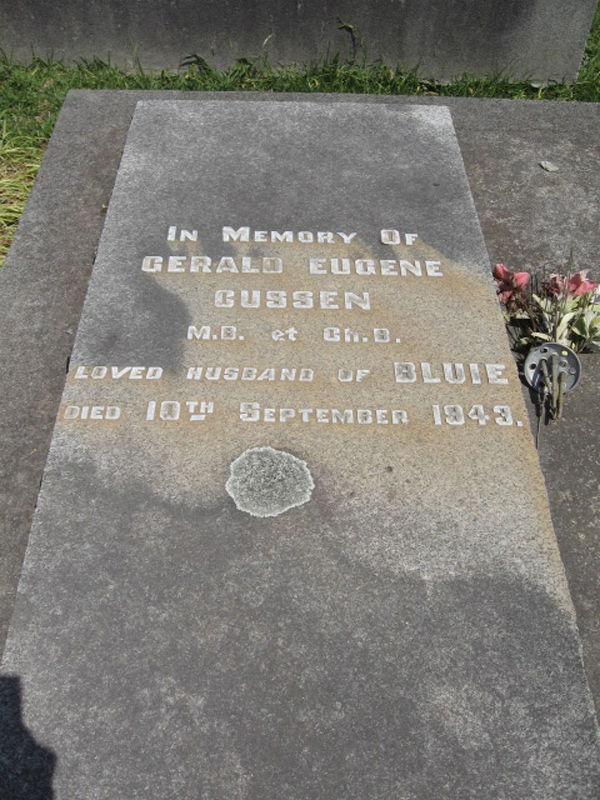 IN MEMORY OF
GERALD EUGENE
CUSSEN
M.B. et Ch.B.
LOVED HUSBAND OF BLUIE
DIED 10TH SEPTEMBER 1943.